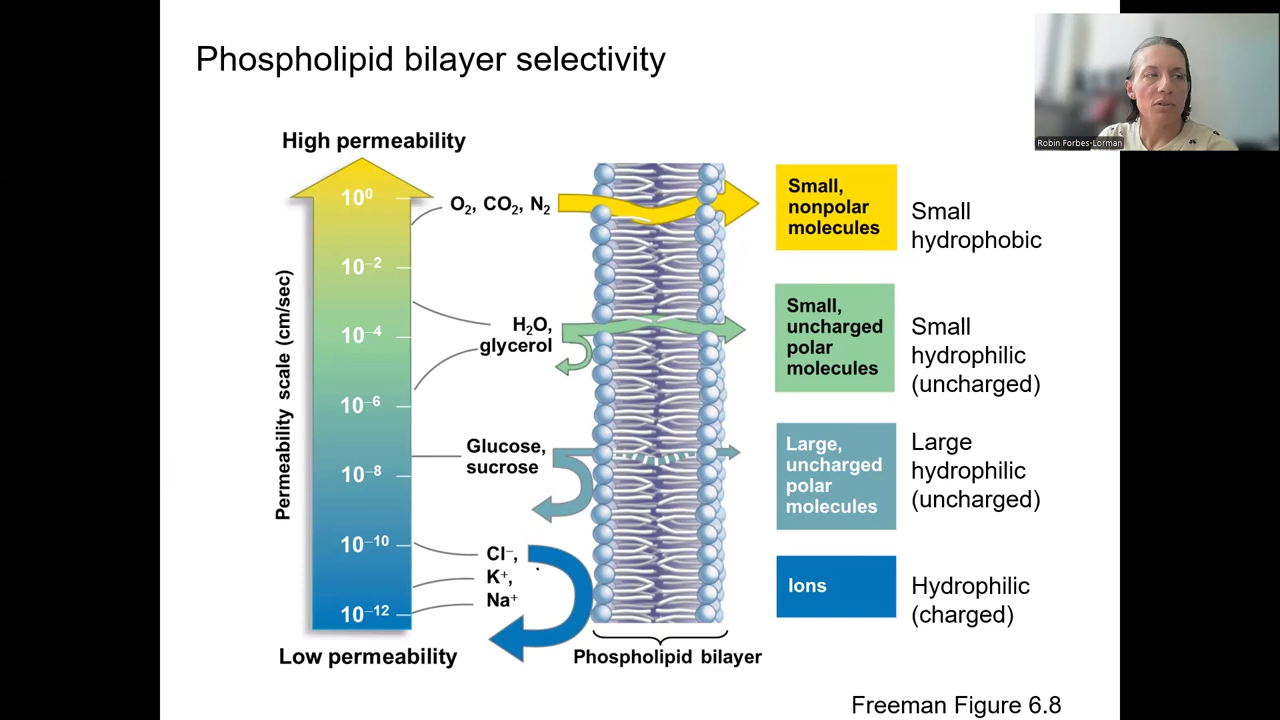 Phospholipid bilayer selectivity
Robin Forbes-Lorman
High permeability
Permeability scale (cm/sec)
10⁰
10⁻²
10⁻⁴
10⁻⁶
10⁻⁸
10⁻¹⁰
10⁻¹²
Low permeability
O₂, CO₂, N₂
H₂O,
glycerol
Glucose,
sucrose
Cl⁻,
K⁺,
Na⁺
Phospholipid bilayer
Small,
nonpolar
molecules
Small
hydrophobic
Small,
uncharged
polar
molecules
Small
hydrophilic
(uncharged)
Large,
uncharged
polar
molecules
Large
hydrophilic
(uncharged)
Ions
Hydrophilic
(charged)
Freeman Figure 6.8